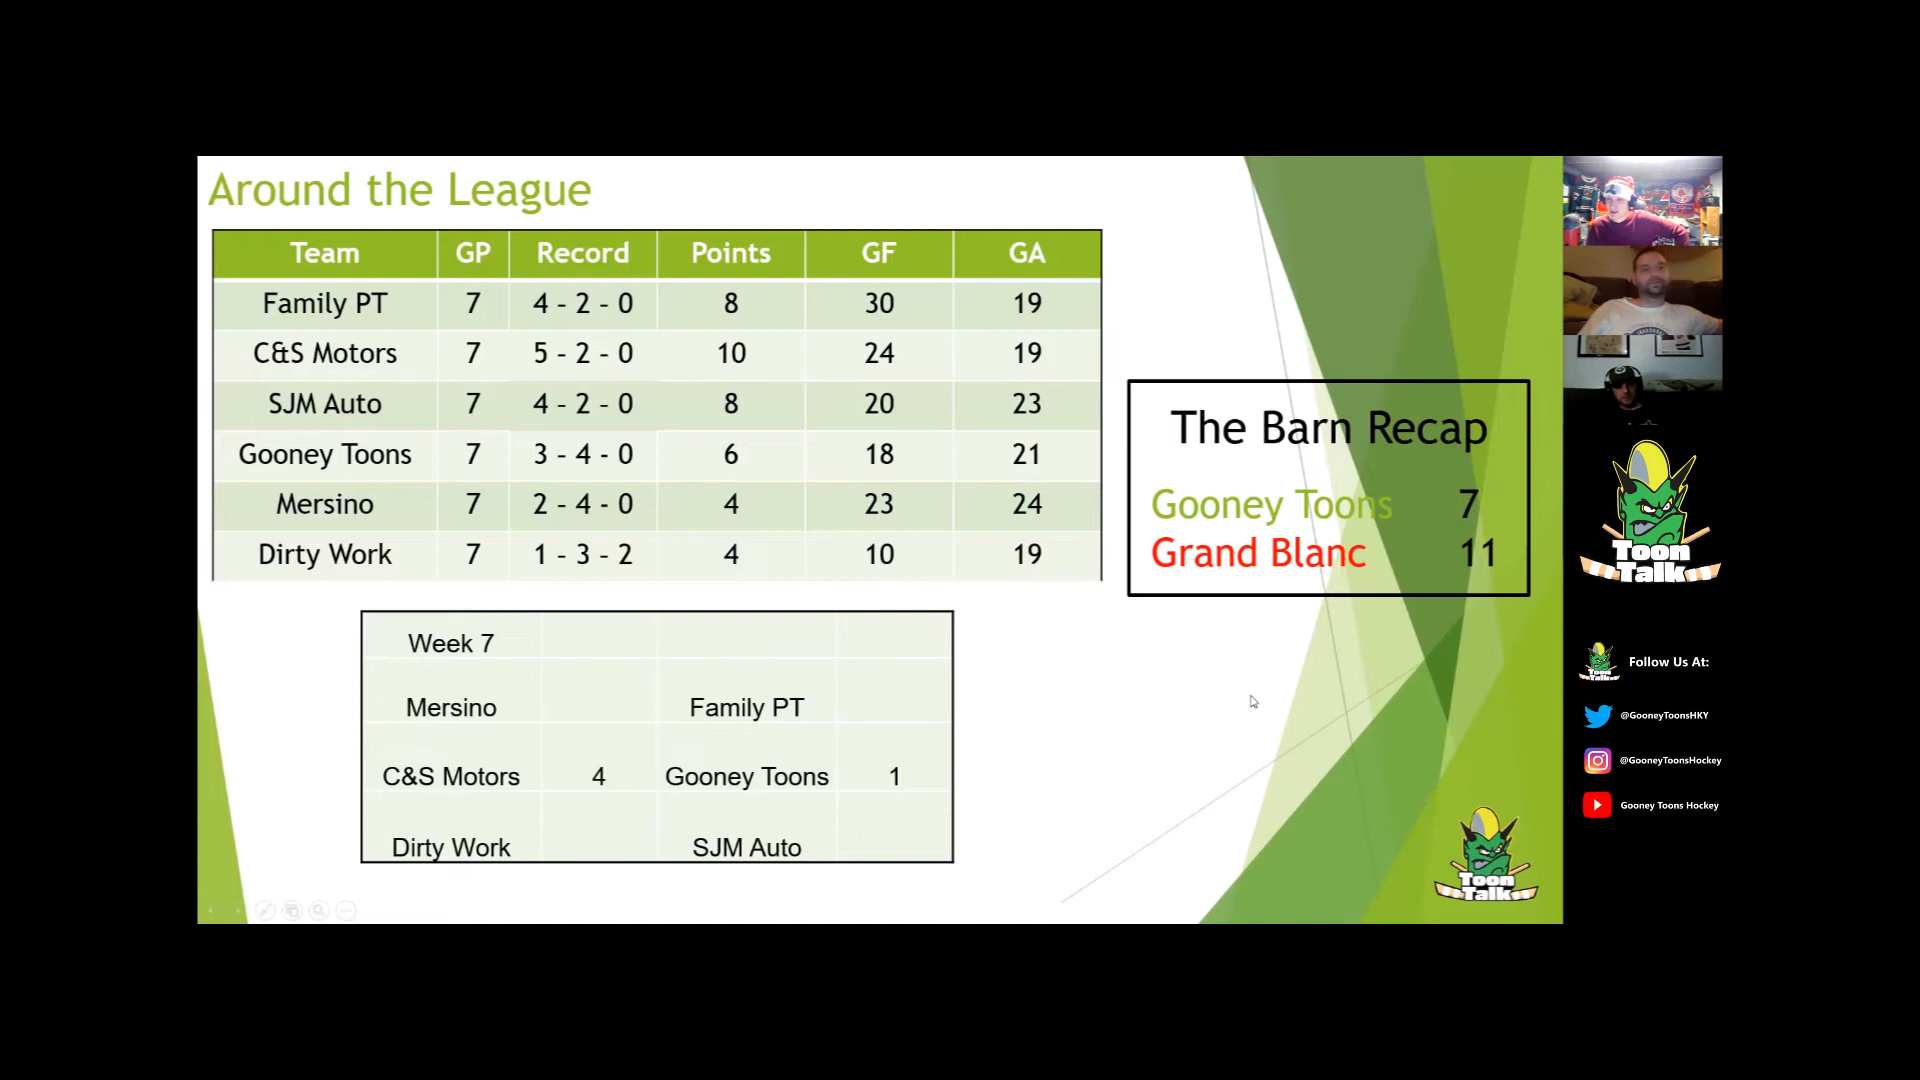 Around the League
Team GP Record Points GF GA
Family PT 7 4 - 2 - 0 8 30 19
C&S Motors 7 5 - 2 - 0 10 24 19
SJM Auto 7 4 - 2 - 0 8 20 23
Gooney Toons 7 3 - 4 - 0 6 18 21
Mersino 7 2 - 4 - 0 4 23 24
Dirty Work 7 1 - 3 - 2 4 10 19
The Barn Recap
Gooney Toons 7
Grand Blanc 11
Week 7
Mersino Family PT
C&S Motors 4 Gooney Toons 1
Dirty Work SJM Auto
Toon
Talk
Toon
Talk
Follow Us At:
@GooneyToonsHKY
@GooneyToonsHockey
Gooney Toons Hockey